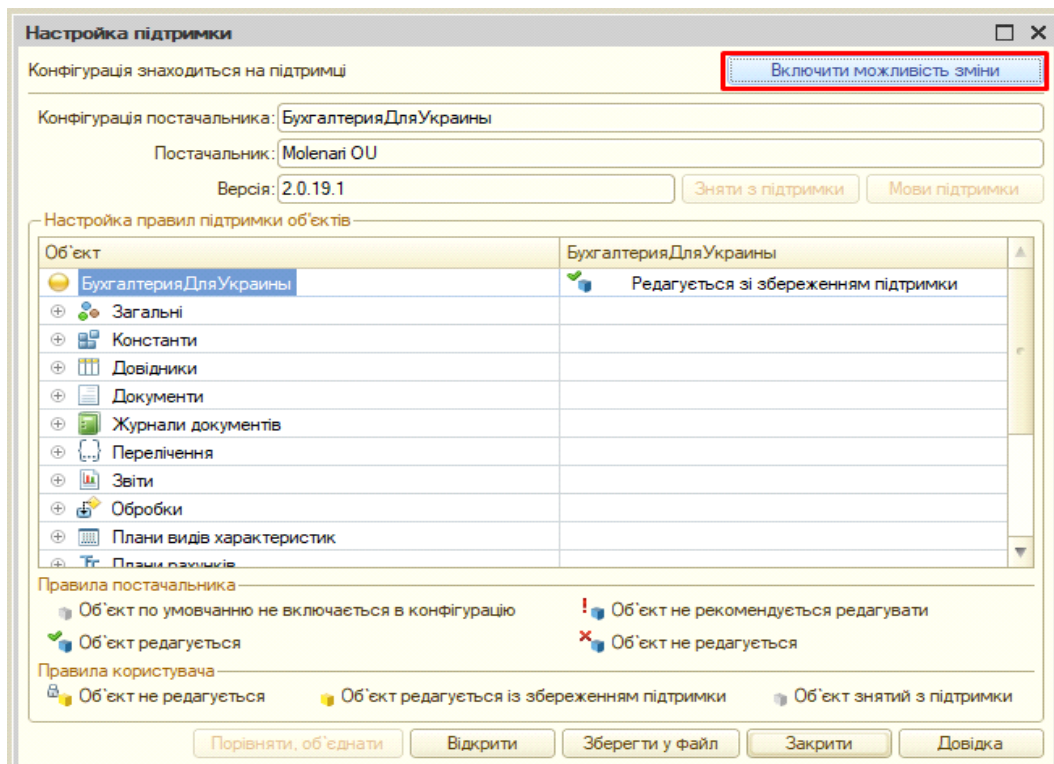 Настройка підтримки
Конфігурація знаходиться на підтримці Включити можливість зміни
Конфігурація постачальника: БухгалтерияДляУкраины
Постачальник: Molenari OU
Версія: 2.0.19.1 Зняти з підтримки Мови підтримки
Настройка правил підтримки об'єктів
Об`єкт БухгалтерияДляУкраины
БухгалтерияДляУкраины Редагується зі збереженням підтримки
Загальні
Константи
Довідники
Документи
Журнали документів
Перелічення
Звіти
Обробки
Плани видів характеристик
Плани рахунків
Правила постачальника
Об`єкт по умовчанню не включається в конфігурацію Об`єкт не рекомендується редагувати
Об`єкт редагується Об`єкт не редагується
Правила користувача
Об`єкт не редагується Об`єкт редагується із збереженням підтримки Об`єкт знятий з підтримки
Порівняти, об`єднати Відкрити Зберегти у файл Закрити Довідка